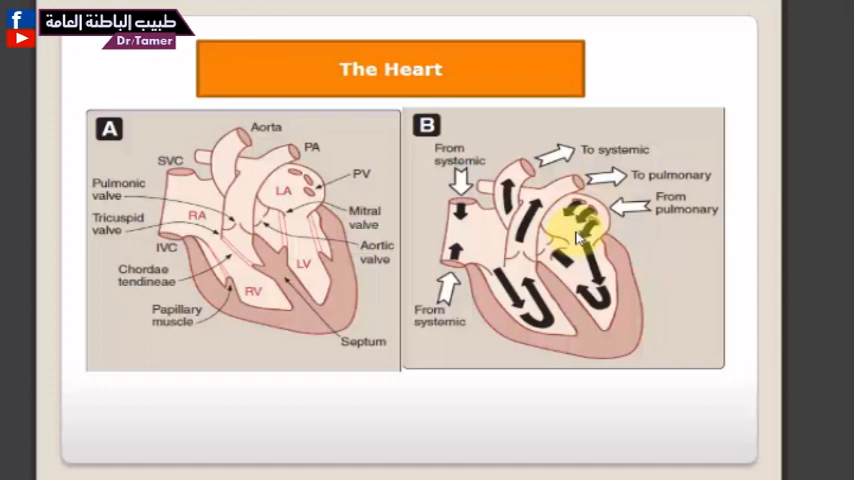 f
طبيب الباطنة العامة
Dr/Tamer
The Heart
A
Aorta
PA
SVC
PV
LA
Pulmonic
valve
RA
Mitral
valve
Tricuspid
valve
IVC
Aortic
valve
LV
Chordae
tendineae
RV
Papillary
muscle
Septum
B
From
systemic
To systemic
To pulmonary
From
pulmonary
From
systemic